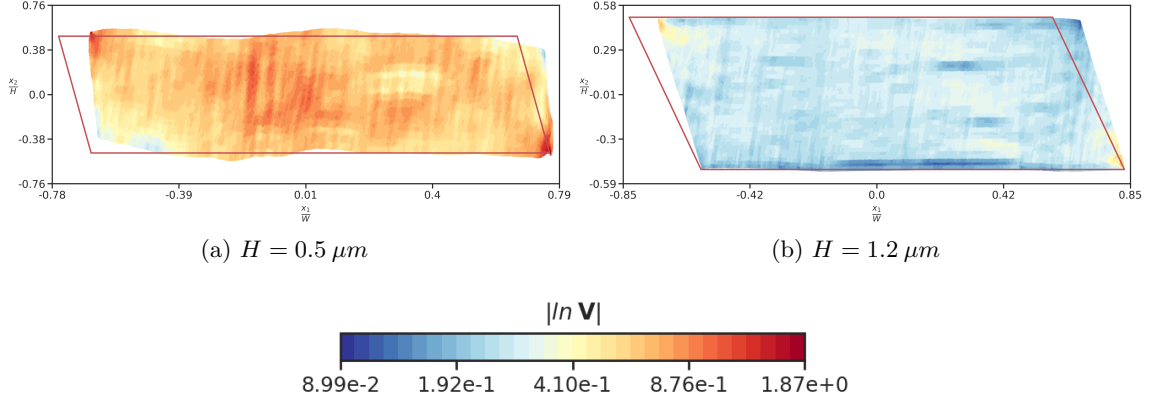 0.76
0.38
0.0
-0.38
-0.76
x₂/H
-0.78 -0.39 0.01 0.4 0.79
x₁/W
(a) H = 0.5 μm
0.58
0.29
-0.01
-0.3
-0.59
x₂/H
-0.85 -0.42 0.0 0.42 0.85
x₁/W
(b) H = 1.2 μm
|ln V|
8.99e-2 1.92e-1 4.10e-1 8.76e-1 1.87e+0